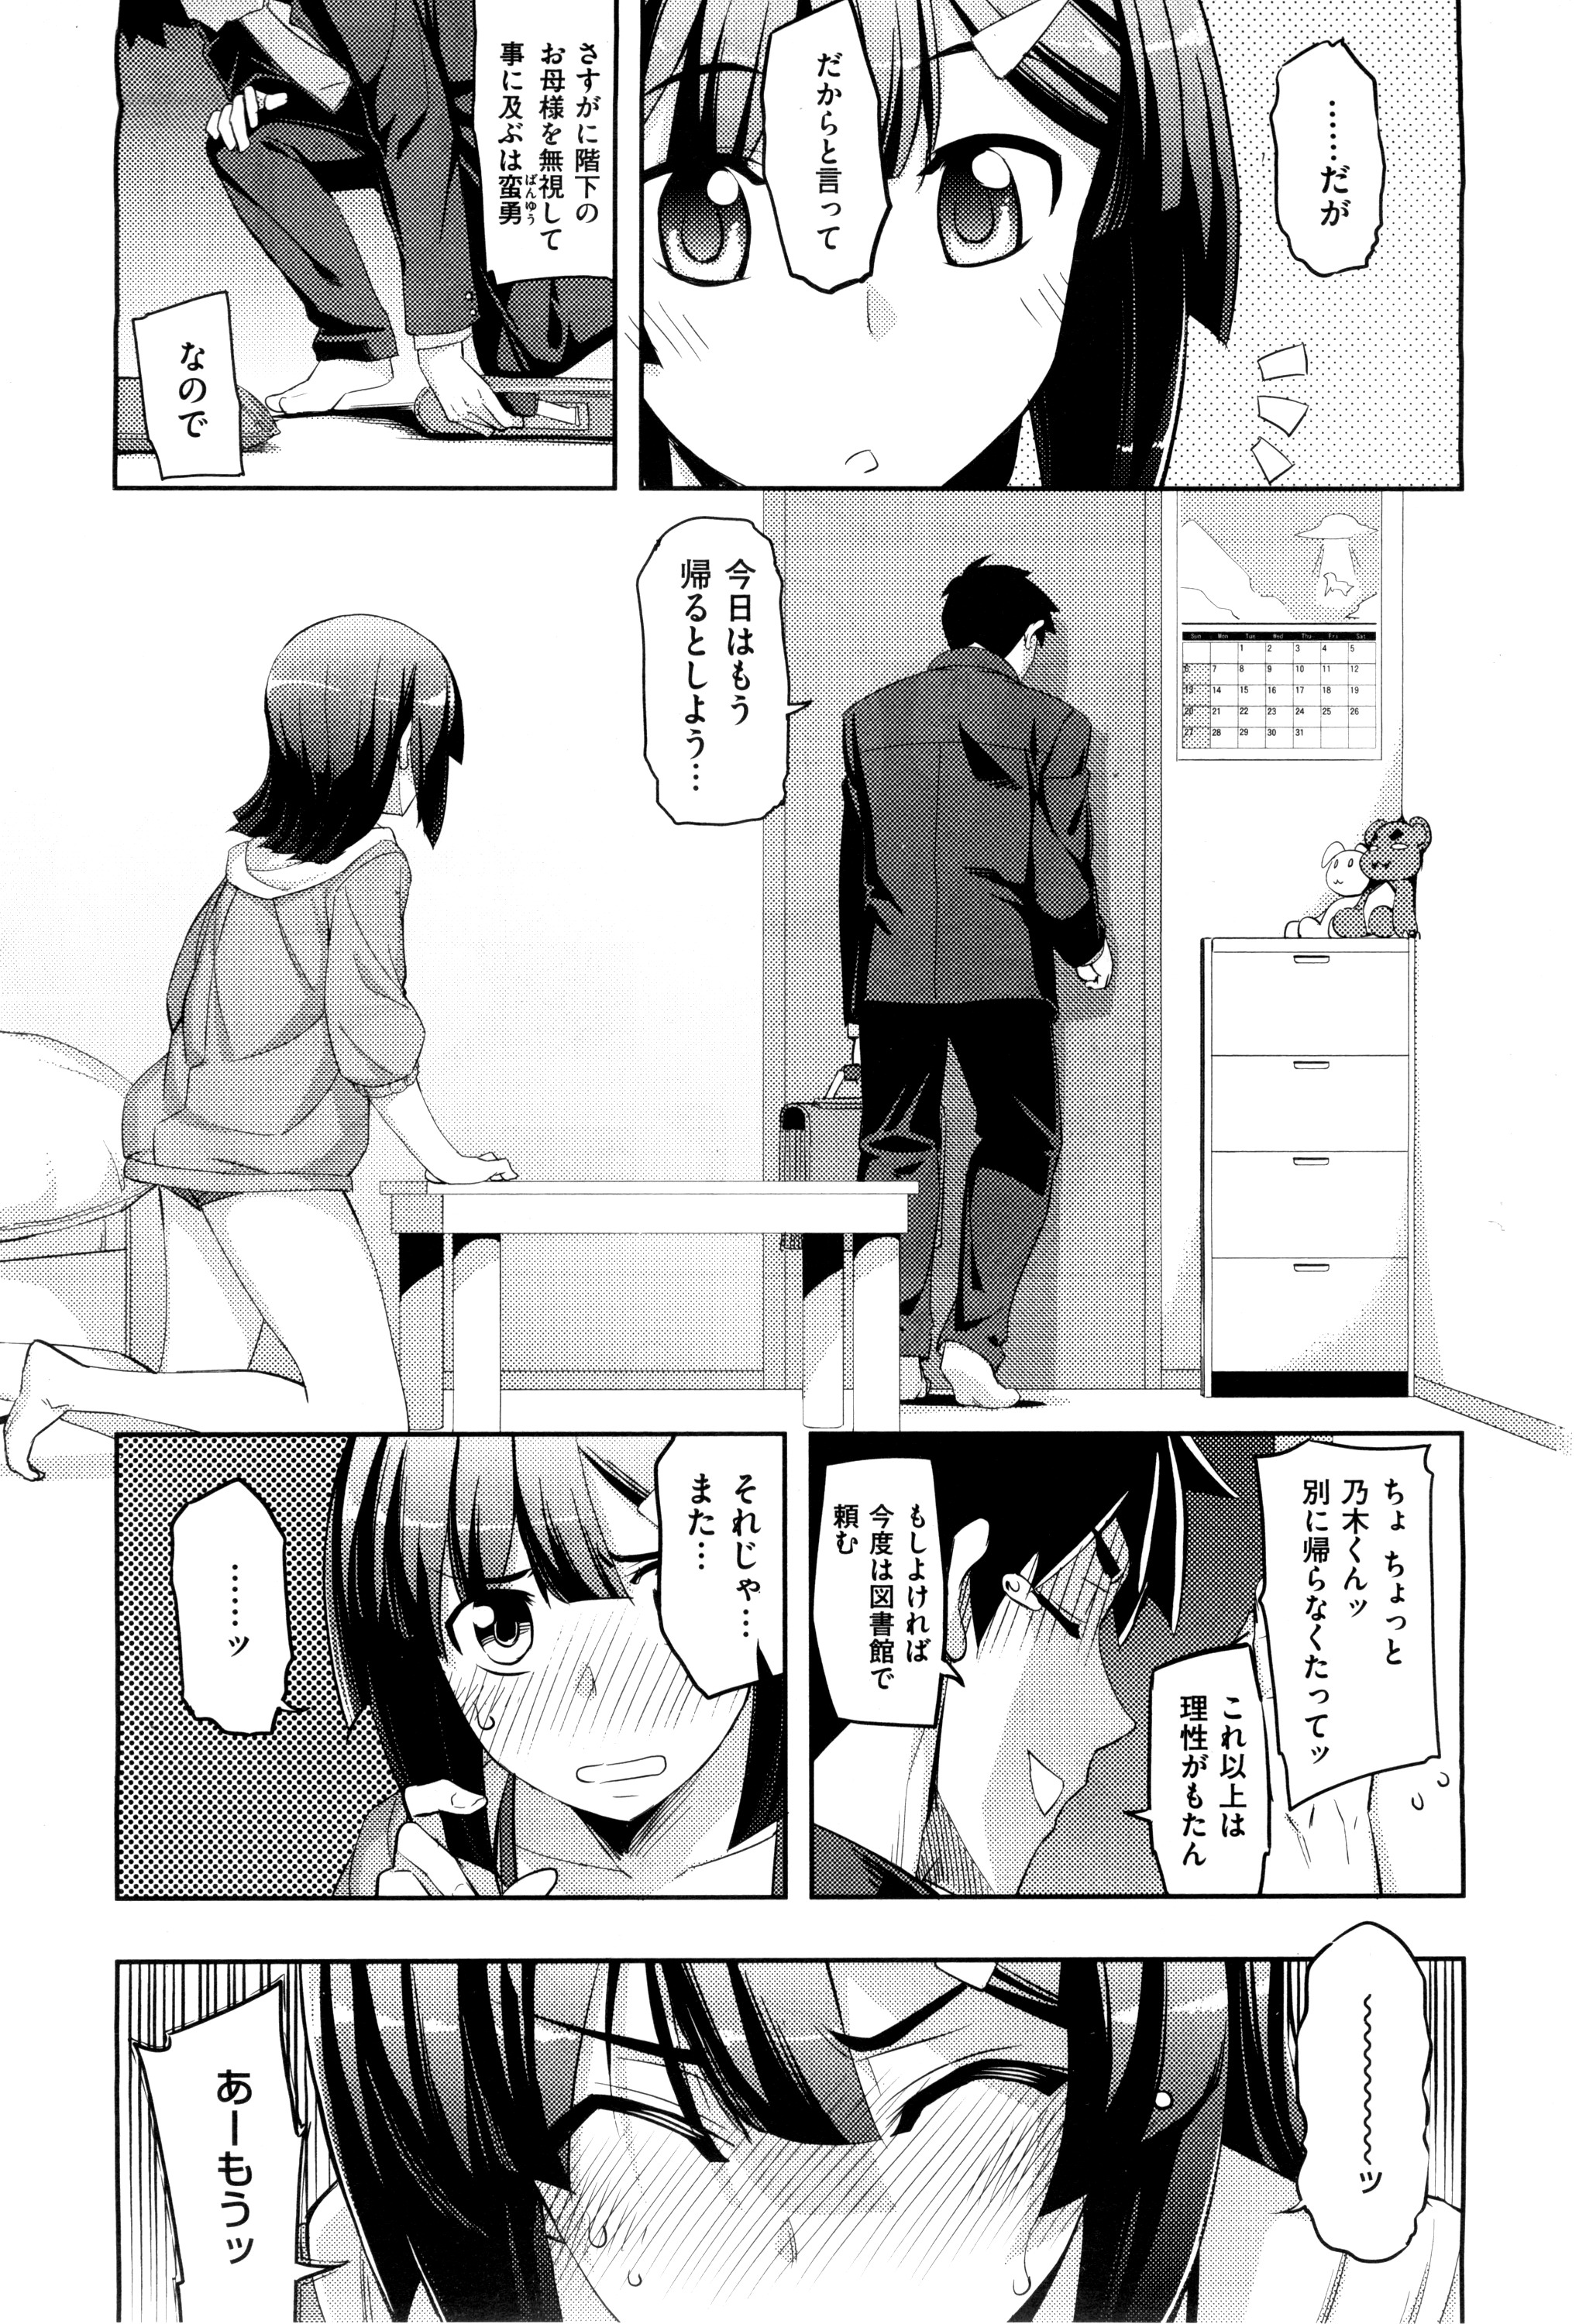 ……だが
だからと言って
さすがに階下の
お母様を無視して
事に及ぶは蛮勇
ばんゆう
なので
今日はもう
帰るとしよう…
Sun Mon Tue Wed Thu Fri Sat
1 2 3 4 5
6 7 8 9 10 11 12
13 14 15 16 17 18 19
20 21 22 23 24 25 26
27 28 29 30 31
ちょ ちょっと
乃木くんッ
別に帰らなくたってッ
これ以上は
理性がもたん
もしよければ
今度は図書館で
頼む
それじゃ…
また…
……ッ
〜〜〜〜〜ッ
あーもうッ